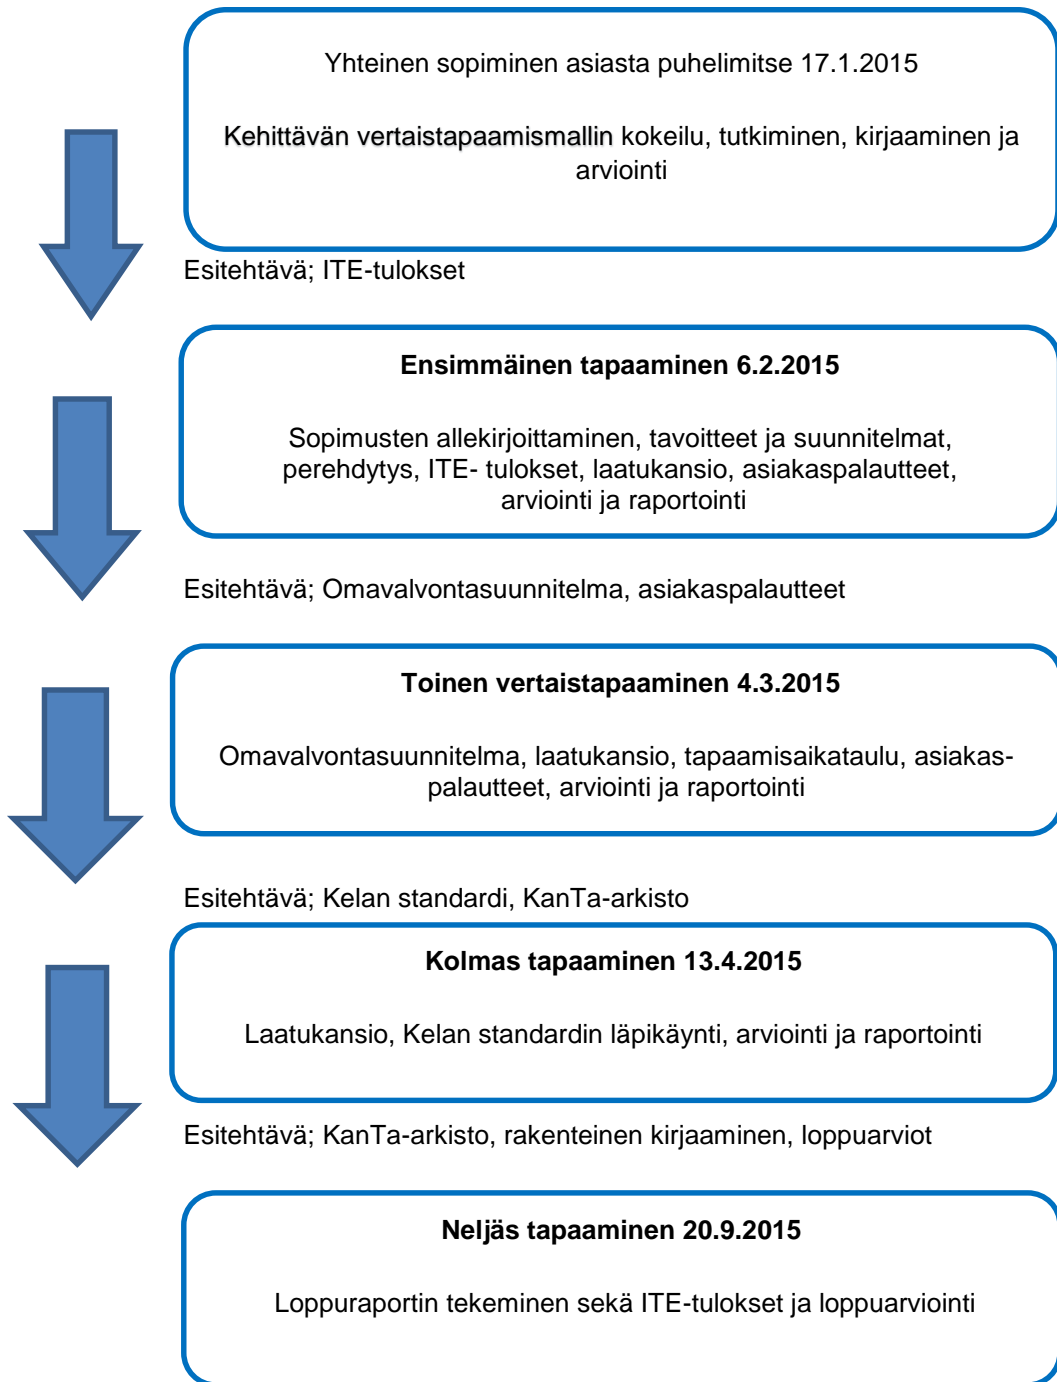 Yhteinen sopiminen asiasta puhelimitse 17.1.2015
Kehittävän vertaistapaamismallin kokeilu, tutkiminen, kirjaaminen ja
arviointi
Esitehtävä; ITE-tulokset
Ensimmäinen tapaaminen 6.2.2015
Sopimusten allekirjoittaminen, tavoitteet ja suunnitelmat,
perehdytys, ITE- tulokset, laatukansio, asiakaspalautteet,
arviointi ja raportointi
Esitehtävä; Omavalvontasuunnitelma, asiakaspalautteet
Toinen vertaistapaaminen 4.3.2015
Omavalvontasuunnitelma, laatukansio, tapaamisaikataulu, asiakas-
palautteet, arviointi ja raportointi
Esitehtävä; Kelan standardi, KanTa-arkisto
Kolmas tapaaminen 13.4.2015
Laatukansio, Kelan standardin läpikäynti, arviointi ja raportointi
Esitehtävä; KanTa-arkisto, rakenteinen kirjaaminen, loppuarviot
Neljäs tapaaminen 20.9.2015
Loppuraportin tekeminen sekä ITE-tulokset ja loppuarviointi